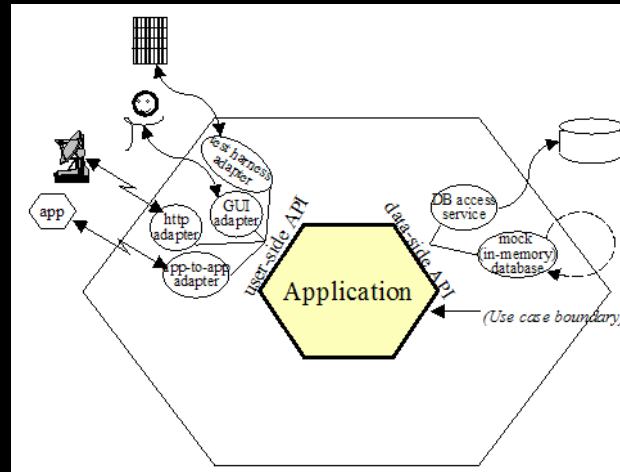 test harness
adapter
GUI
adapter
app
http
adapter
app-to-app
adapter
user-side API
Application
data-side API
DB access
service
mock
(in-memory)
database
(Use case boundary)